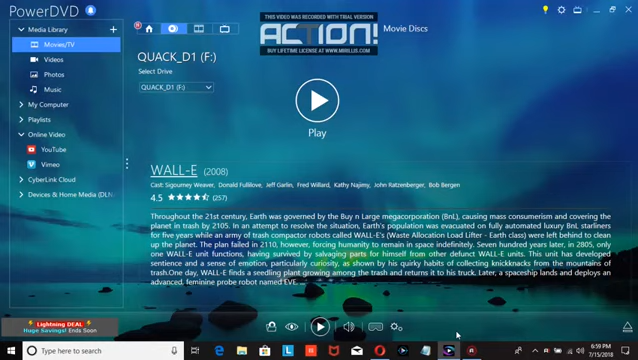 PowerDVD
THIS VIDEO WAS RECORDED WITH TRIAL VERSION
ACTION!
BUY LIFETIME LICENSE AT WWW.MIRILLIS.COM
Media Library
Movies/TV
Videos
Photos
Music
My Computer
Playlists
Online Video
YouTube
Vimeo
CyberLink Cloud
Devices & Home Media (DLN
Lightning DEAL
Huge Savings! Ends Soon
Movie Discs
QUACK_D1 (F:)
Select Drive
QUACK_D1 (F:)
Play
WALL-E (2008)
Cast: Sigourney Weaver, Donald Fullilove, Jeff Garlin, Fred Willard, Kathy Najimy, John Ratzenberger, Bob Bergen
4.5 (257)
Throughout the 21st century, Earth was governed by the Buy n Large megacorporation (BnL), causing mass consumerism and covering the
planet in trash by 2105. In an attempt to resolve the situation, Earth's population was evacuated on fully automated luxury BnL starliners
for five years while an army of trash compactor robots called WALL-E's (Waste Allocation Load Lifter - Earth class) were left behind to clean
up the planet. The plan failed in 2110, however, forcing humanity to remain in space indefinitely. Seven hundred years later, in 2805, only
one WALL-E unit functions, having survived by salvaging parts for himself from other defunct WALL-E units. This unit has developed
sentience and a sense of emotion, particularly curiosity, as shown by his quirky habits of collecting knickknacks from the mountains of
trash.One day, WALL-E finds a seedling plant growing among the trash and returns it to his truck. Later, a spaceship lands and deploys an
advanced, feminine probe robot named EVE.
Type here to search
6:59 PM
7/15/2018